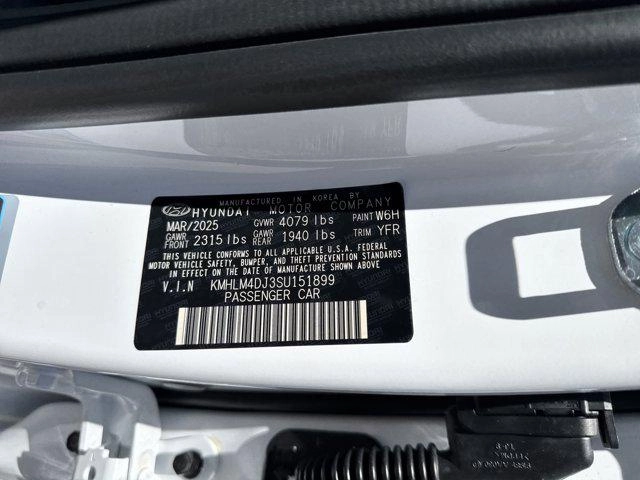 MANUFACTURED IN KOREA BY
HYUNDAI MOTOR COMPANY
MAR/2025 GVWR 4079 lbs PAINT W6H
GAWR FRONT 2315 lbs GAWR REAR 1940 lbs TRIM YFR
THIS VEHICLE CONFORMS TO ALL APPLICABLE U.S.A. FEDERAL
MOTOR VEHICLE SAFETY, BUMPER, AND THEFT PREVENTION STANDARDS
IN EFFECT ON THE DATE OF MANUFACTURE SHOWN ABOVE.
V.I.N KMHLM4DJ3SU151899
PASSENGER CAR